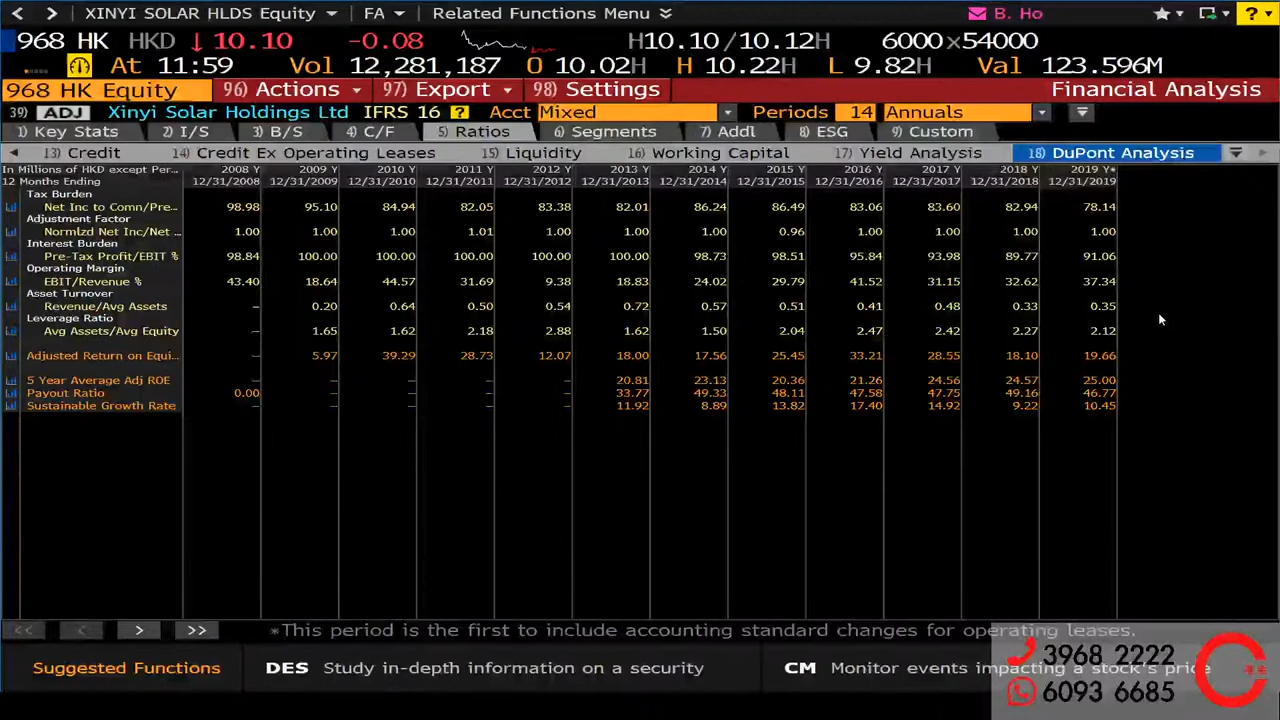 XINYI SOLAR HLDS Equity FA Related Functions Menu B. Ho ?
968 HK HKD ↓ 10.10 -0.08 H10.10 / 10.12H 6000 x 54000
At 11:59 Vol 12,281,187 O 10.02H H 10.22H L 9.82H Val 123.596M
968 HK Equity 96) Actions 97) Export 98) Settings Financial Analysis
39) ADJ Xinyi Solar Holdings Ltd IFRS 16 ? Acct Mixed Periods 14 Annuals
1) Key Stats 2) I/S 3) B/S 4) C/F 5) Ratios 6) Segments 7) Addl 8) ESG 9) Custom
13) Credit 14) Credit Ex Operating Leases 15) Liquidity 16) Working Capital 17) Yield Analysis 18) DuPont Analysis
In Millions of HKD except Per... 2008 Y 2009 Y 2010 Y 2011 Y 2012 Y 2013 Y 2014 Y 2015 Y 2016 Y 2017 Y 2018 Y 2019 Y*
12 Months Ending 12/31/2008 12/31/2009 12/31/2010 12/31/2011 12/31/2012 12/31/2013 12/31/2014 12/31/2015 12/31/2016 12/31/2017 12/31/2018 12/31/2019
Tax Burden
Net Inc to Comn/Pre... 98.98 95.10 84.94 82.05 83.38 82.01 86.24 86.49 83.06 83.60 82.94 78.14
Adjustment Factor
Normlzd Net Inc/Net ... 1.00 1.00 1.00 1.01 1.00 1.00 1.00 0.96 1.00 1.00 1.00 1.00
Interest Burden
Pre-Tax Profit/EBIT % 98.84 100.00 100.00 100.00 100.00 100.00 98.73 98.51 95.84 93.98 89.77 91.06
Operating Margin
EBIT/Revenue % 43.40 18.64 44.57 31.69 9.38 18.83 24.02 29.79 41.52 31.15 32.62 37.34
Asset Turnover
Revenue/Avg Assets – 0.20 0.64 0.50 0.54 0.72 0.57 0.51 0.41 0.48 0.33 0.35
Leverage Ratio
Avg Assets/Avg Equity – 1.65 1.62 2.18 2.88 1.62 1.50 2.04 2.47 2.42 2.27 2.12
Adjusted Return on Equi... – 5.97 39.29 28.73 12.07 18.00 17.56 25.45 33.21 28.55 18.10 19.66
5 Year Average Adj ROE – – – – – 20.81 23.13 20.36 21.26 24.56 24.57 25.00
Payout Ratio 0.00 – – – – 33.77 49.33 48.11 47.58 47.75 49.16 46.77
Sustainable Growth Rate – – – – – 11.92 8.89 13.82 17.40 14.92 9.22 10.45
<< < > >> *This period is the first to include accounting standard changes for operating leases.
Suggested Functions DES Study in-depth information on a security CM Monitor events impacting a stock's price
3968 2222
6093 6685